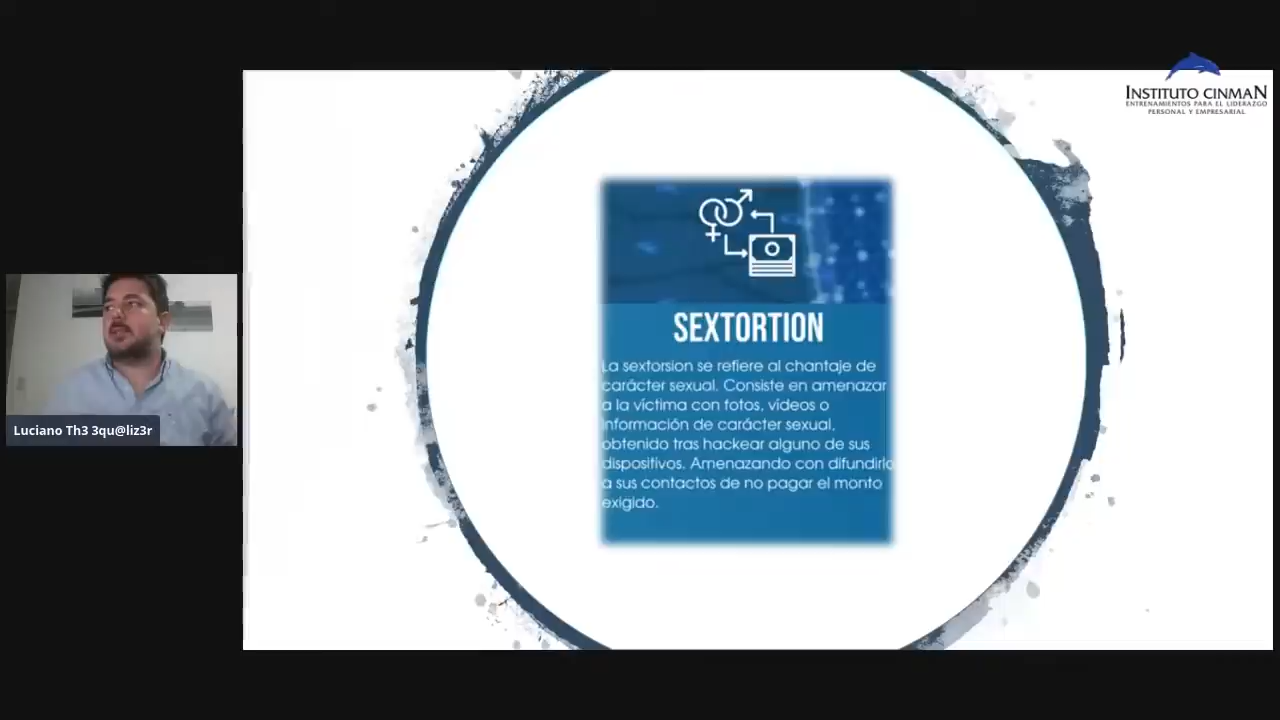 INSTITUTO CINMAN
ENTRENAMIENTOS PARA EL LIDERAZGO
PERSONAL Y EMPRESARIAL
SEXTORTION
La sextorsion se refiere al chantaje de
carácter sexual. Consiste en amenazar
a la víctima con fotos, vídeos o
información de carácter sexual,
obtenido tras hackear alguno de sus
dispositivos. Amenazando con difundirlo
a sus contactos de no pagar el monto
exigido.
Luciano Th3 3qu@liz3r